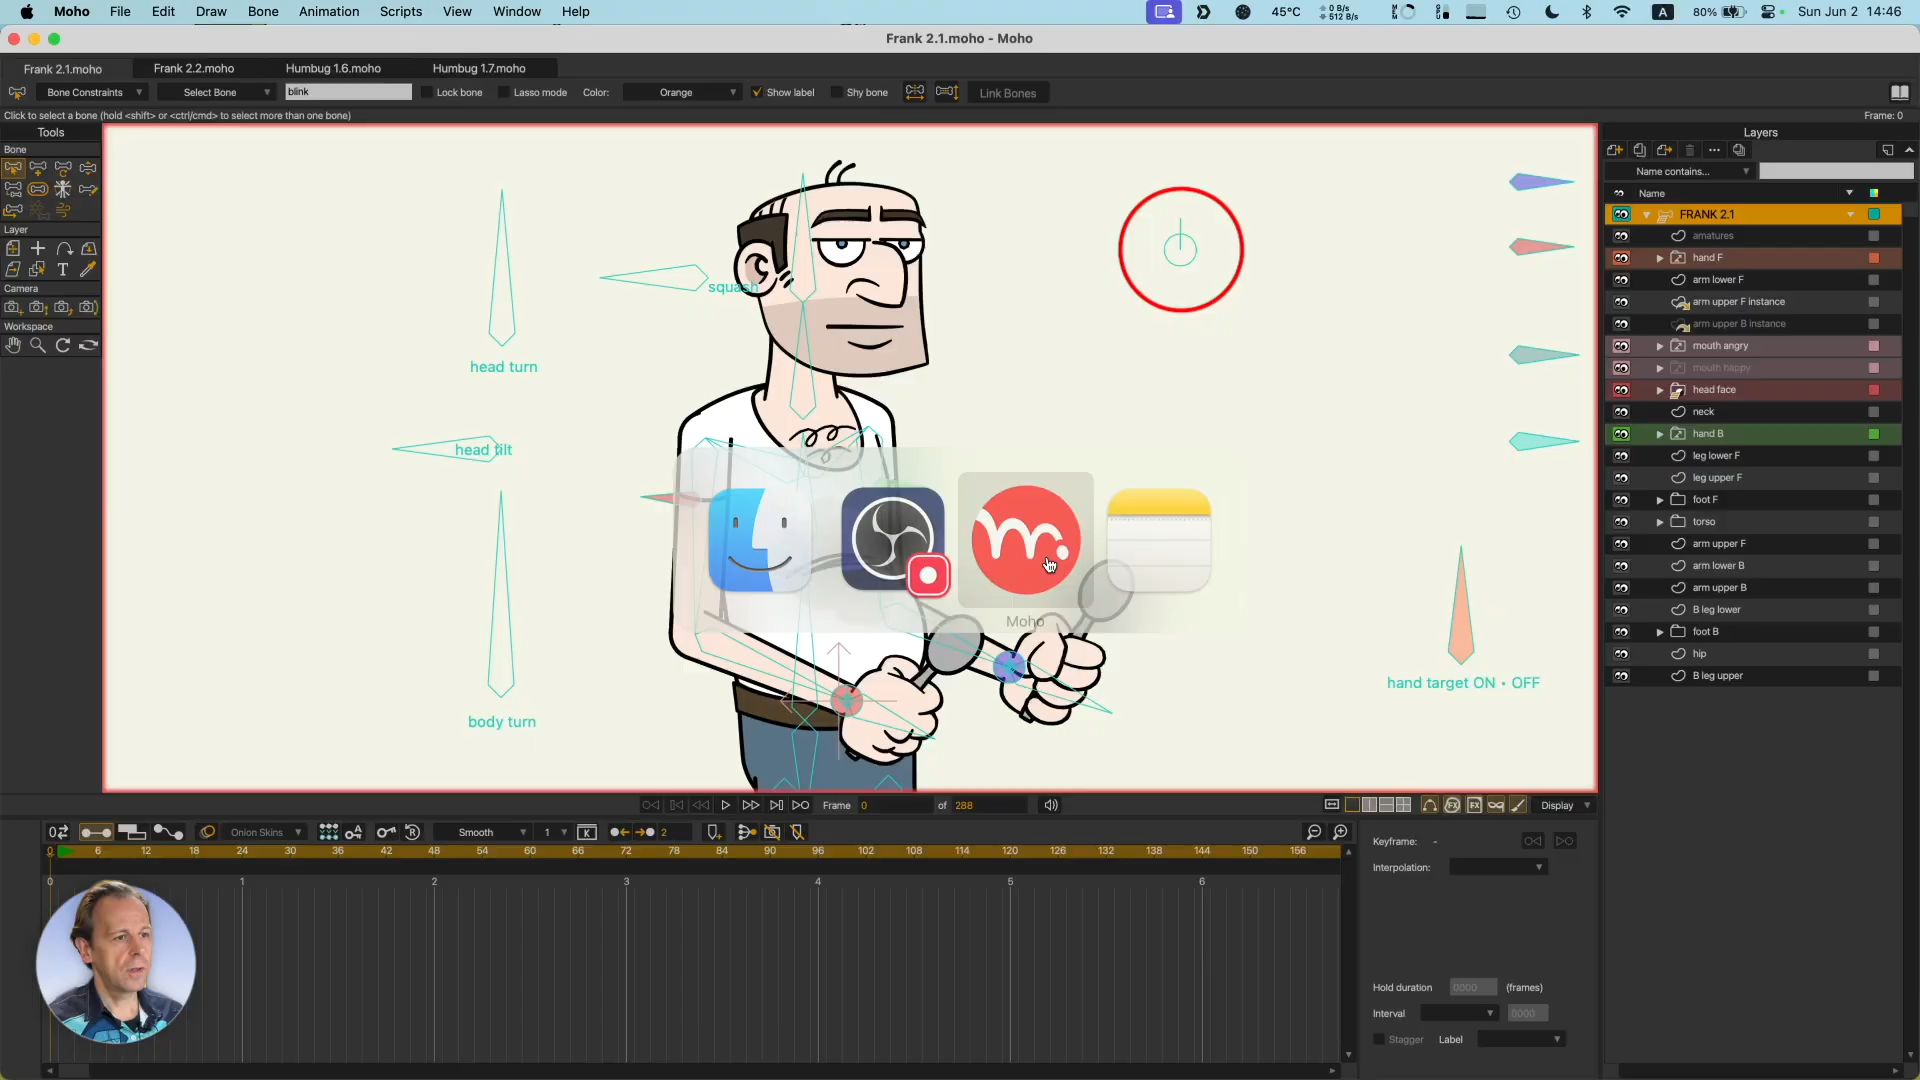 Moho File Edit Draw Bone Animation Scripts View Window Help
45°C 0 B/s 512 B/s A 80% Sun Jun 2 14:46
Frank 2.1.moho - Moho
Frank 2.1.moho Frank 2.2.moho Humbug 1.6.moho Humbug 1.7.moho
Bone Constraints Select Bone blink Lock bone Lasso mode Color: Orange Show label Shy bone Link Bones
Click to select a bone (hold <shift> or <ctrl/cmd> to select more than one bone) Frame: 0
Tools
Bone
Layer
Camera
Workspace
squash
head turn
head tilt
body turn
hand target ON • OFF
m.
Moho
Layers
Name contains...
Name
FRANK 2.1
amatures
hand F
arm lower F
arm upper F instance
arm upper B instance
mouth angry
mouth happy
head face
neck
hand B
leg lower F
leg upper F
foot F
torso
arm upper F
arm lower B
arm upper B
B leg lower
foot B
hip
B leg upper
Frame 0 of 288 Display
Onion Skins Smooth 1 2
0 6 12 18 24 30 36 42 48 54 60 66 72 78 84 90 96 102 108 114 120 126 132 138 144 150 156
0 1 2 3 4 5 6
Keyframe: -
Interpolation:
Hold duration 0000 (frames)
Interval 0000
Stagger Label